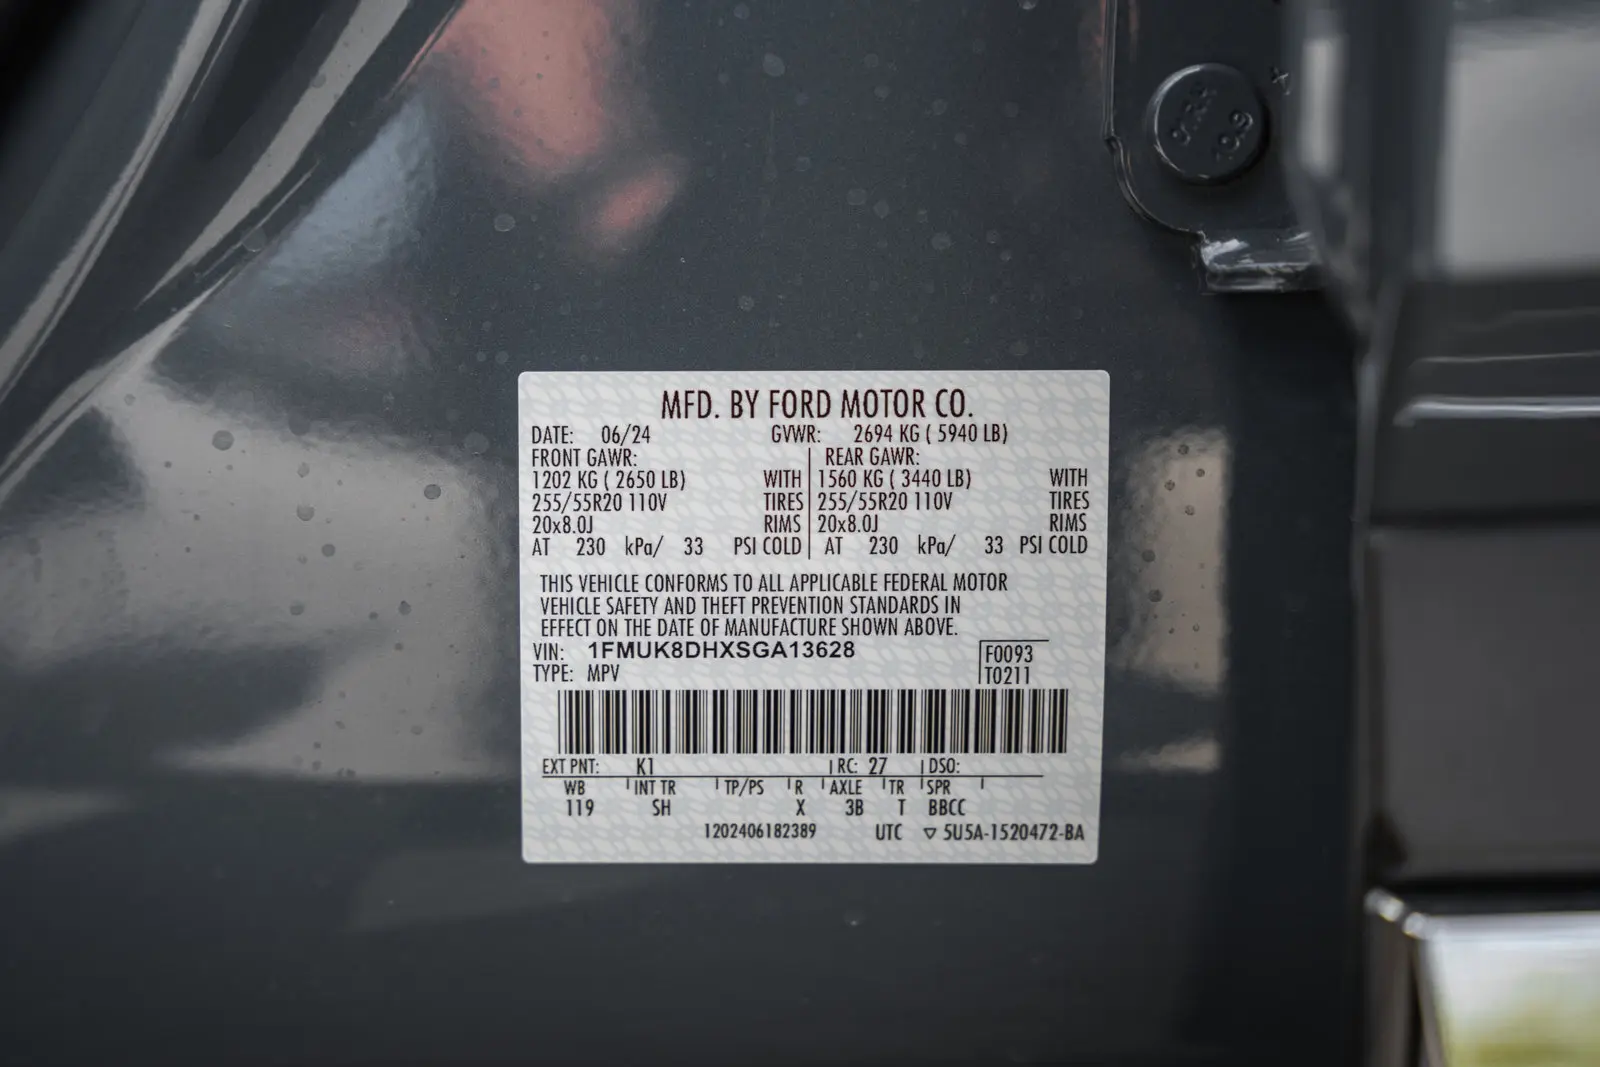 MFD. BY FORD MOTOR CO.
DATE: 06/24 GVWR: 2694 KG ( 5940 LB)
FRONT GAWR: REAR GAWR:
1202 KG ( 2650 LB) WITH 1560 KG ( 3440 LB) WITH
255/55R20 110V TIRES 255/55R20 110V TIRES
20x8.0J RIMS 20x8.0J RIMS
AT 230 kPa/ 33 PSI COLD AT 230 kPa/ 33 PSI COLD
THIS VEHICLE CONFORMS TO ALL APPLICABLE FEDERAL MOTOR
VEHICLE SAFETY AND THEFT PREVENTION STANDARDS IN
EFFECT ON THE DATE OF MANUFACTURE SHOWN ABOVE.
VIN: 1FMUK8DHXSGA13628 F0093
TYPE: MPV T0211
EXT PNT: K1 RC: 27 DSO:
WB INT TR TP/PS R AXLE TR SPR
119 SH X 3B T BBCC
1202406182389 UTC ▽ 5U5A-1520472-BA